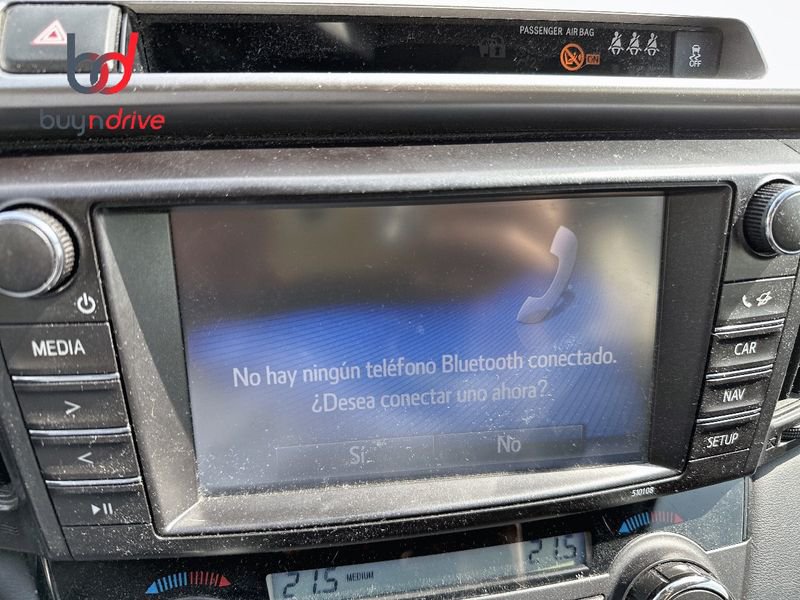 PASSENGER AIR BAG
ON
OFF
buyndrive
MEDIA
No hay ningún teléfono Bluetooth conectado.
¿Desea conectar uno ahora?
Sí
No
CAR
NAV
SETUP
510108
21.5
MEDIUM
21.5